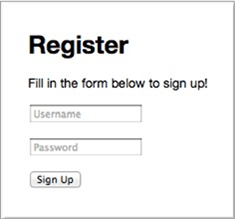 Register
Fill in the form below to sign up!
Username
Password
Sign Up